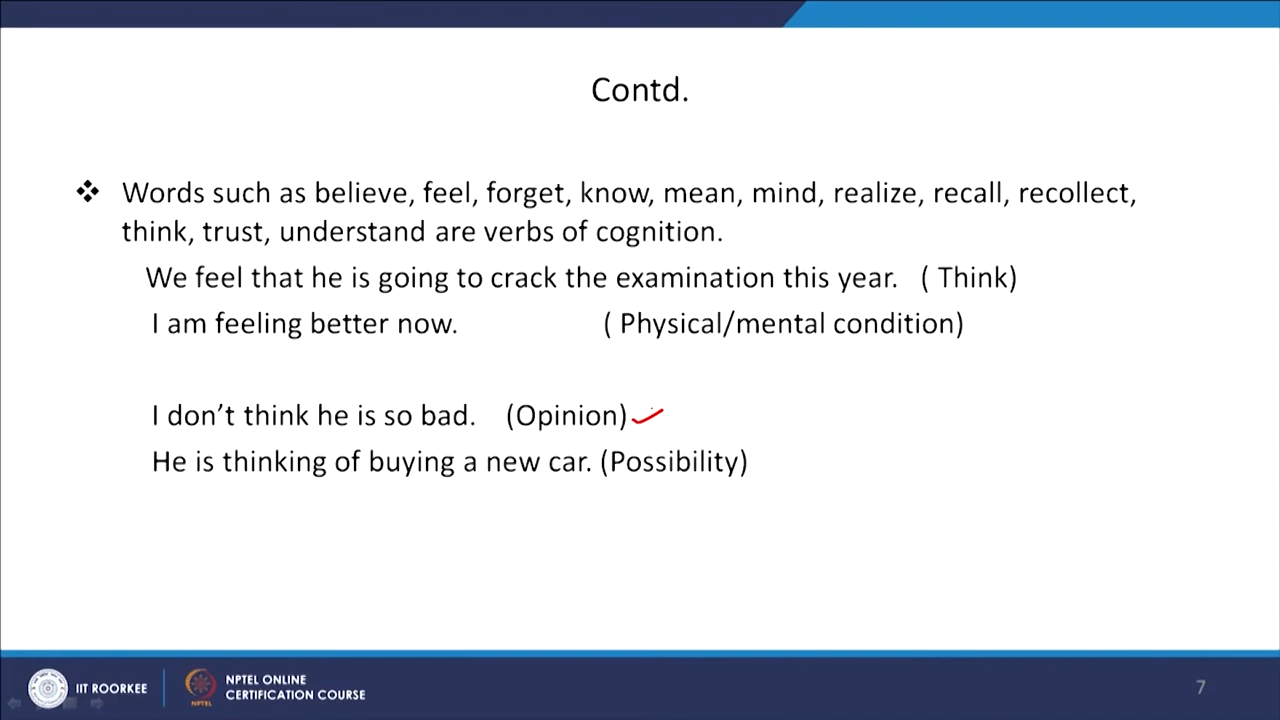 Contd.
❖ Words such as believe, feel, forget, know, mean, mind, realize, recall, recollect,
think, trust, understand are verbs of cognition.
We feel that he is going to crack the examination this year. ( Think)
I am feeling better now. ( Physical/mental condition)
I don’t think he is so bad. (Opinion)
He is thinking of buying a new car. (Possibility)
IIT ROORKEE
NPTEL
NPTEL ONLINE
CERTIFICATION COURSE
7